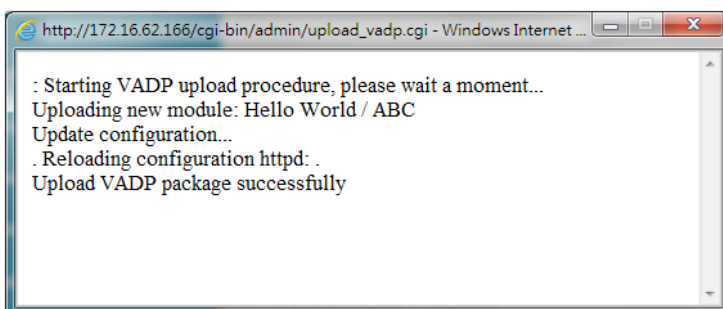 http://172.16.62.166/cgi-bin/admin/upload_vadp.cgi - Windows Internet ...
: Starting VADP upload procedure, please wait a moment...
Uploading new module: Hello World / ABC
Update configuration...
. Reloading configuration httpd: .
Upload VADP package successfully